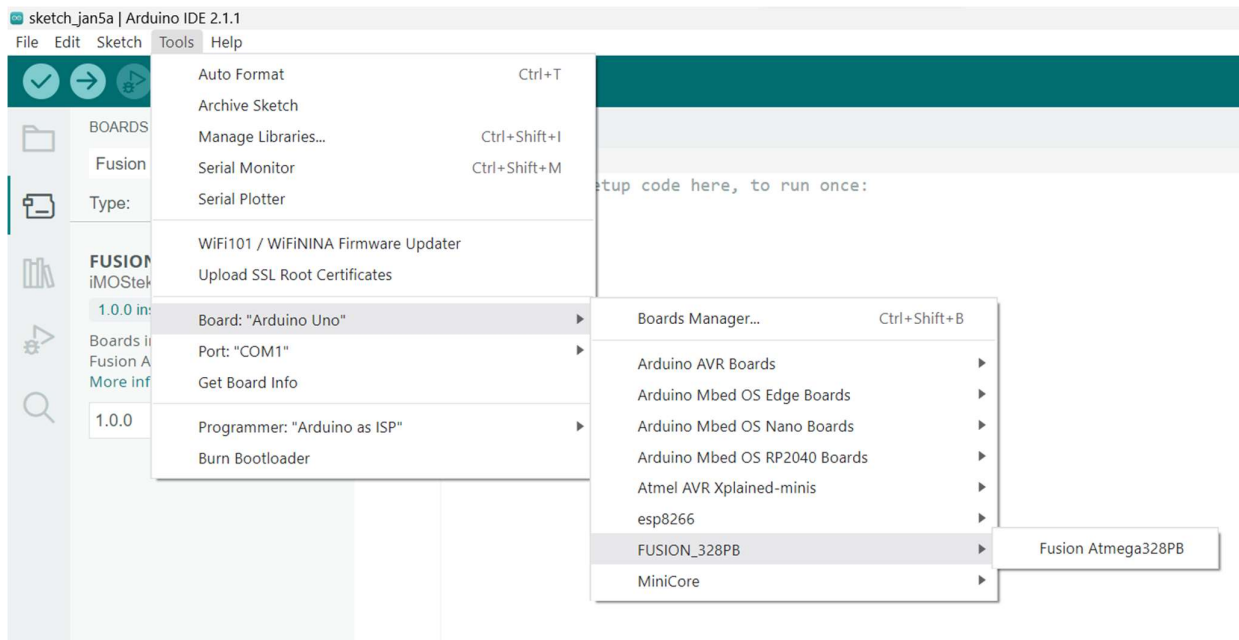 sketch_jan5a | Arduino IDE 2.1.1
File Edit Sketch Tools Help
BOARDS
Fusion
Type:
FUSION
iMOStek
1.0.0
Boards
Fusion
More
1.0.0
Auto Format Ctrl+T
Archive Sketch
Manage Libraries... Ctrl+Shift+I
Serial Monitor Ctrl+Shift+M
Serial Plotter
WiFi101 / WiFiNINA Firmware Updater
Upload SSL Root Certificates
Board: "Arduino Uno"
Port: "COM1"
Get Board Info
Programmer: "Arduino as ISP"
Burn Bootloader
etup code here, to run once:
Boards Manager... Ctrl+Shift+B
Arduino AVR Boards
Arduino Mbed OS Edge Boards
Arduino Mbed OS Nano Boards
Arduino Mbed OS RP2040 Boards
Atmel AVR Xplained-minis
esp8266
FUSION_328PB
MiniCore
Fusion Atmega328PB